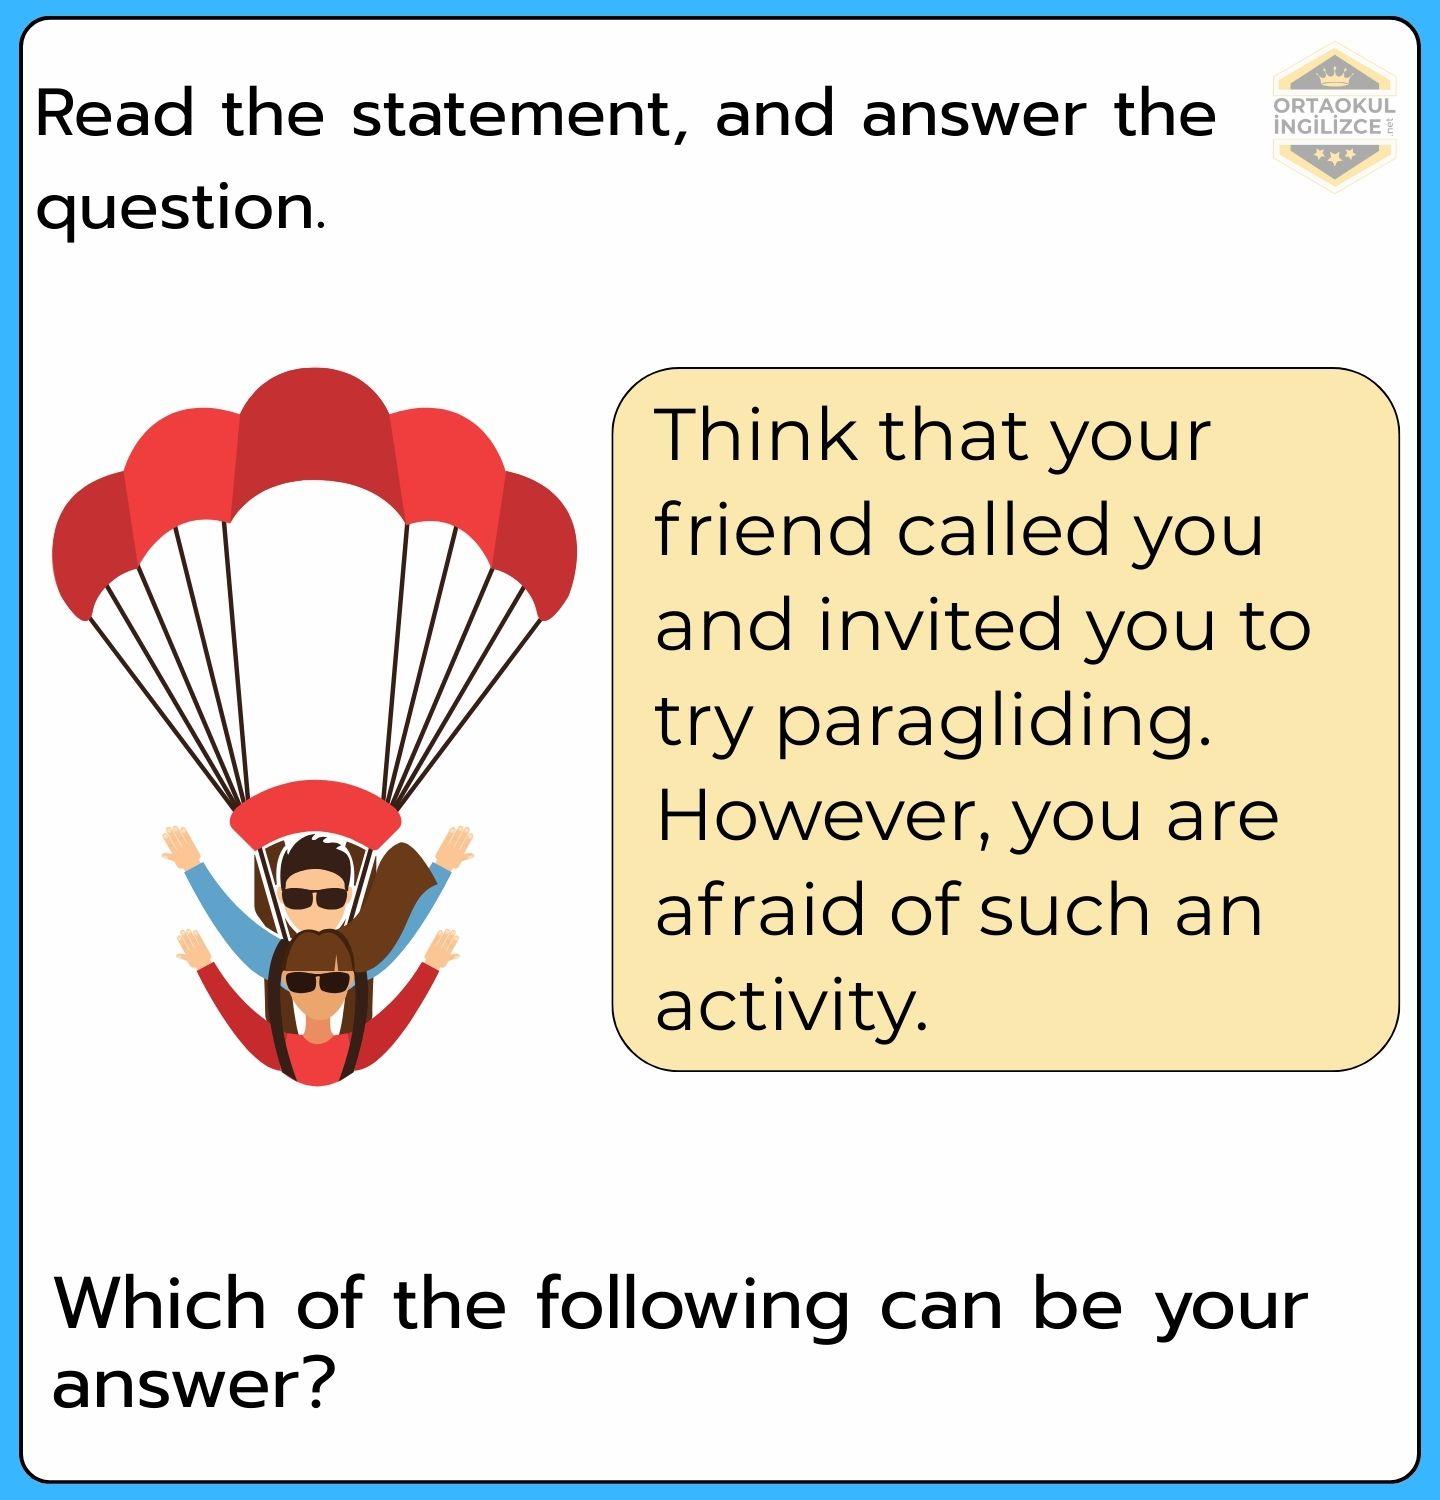 Read the statement, and answer the
question.
ORTAOKUL
İNGİLİZCE
.net
Think that your
friend called you
and invited you to
try paragliding.
However, you are
afraid of such an
activity.
Which of the following can be your
answer?